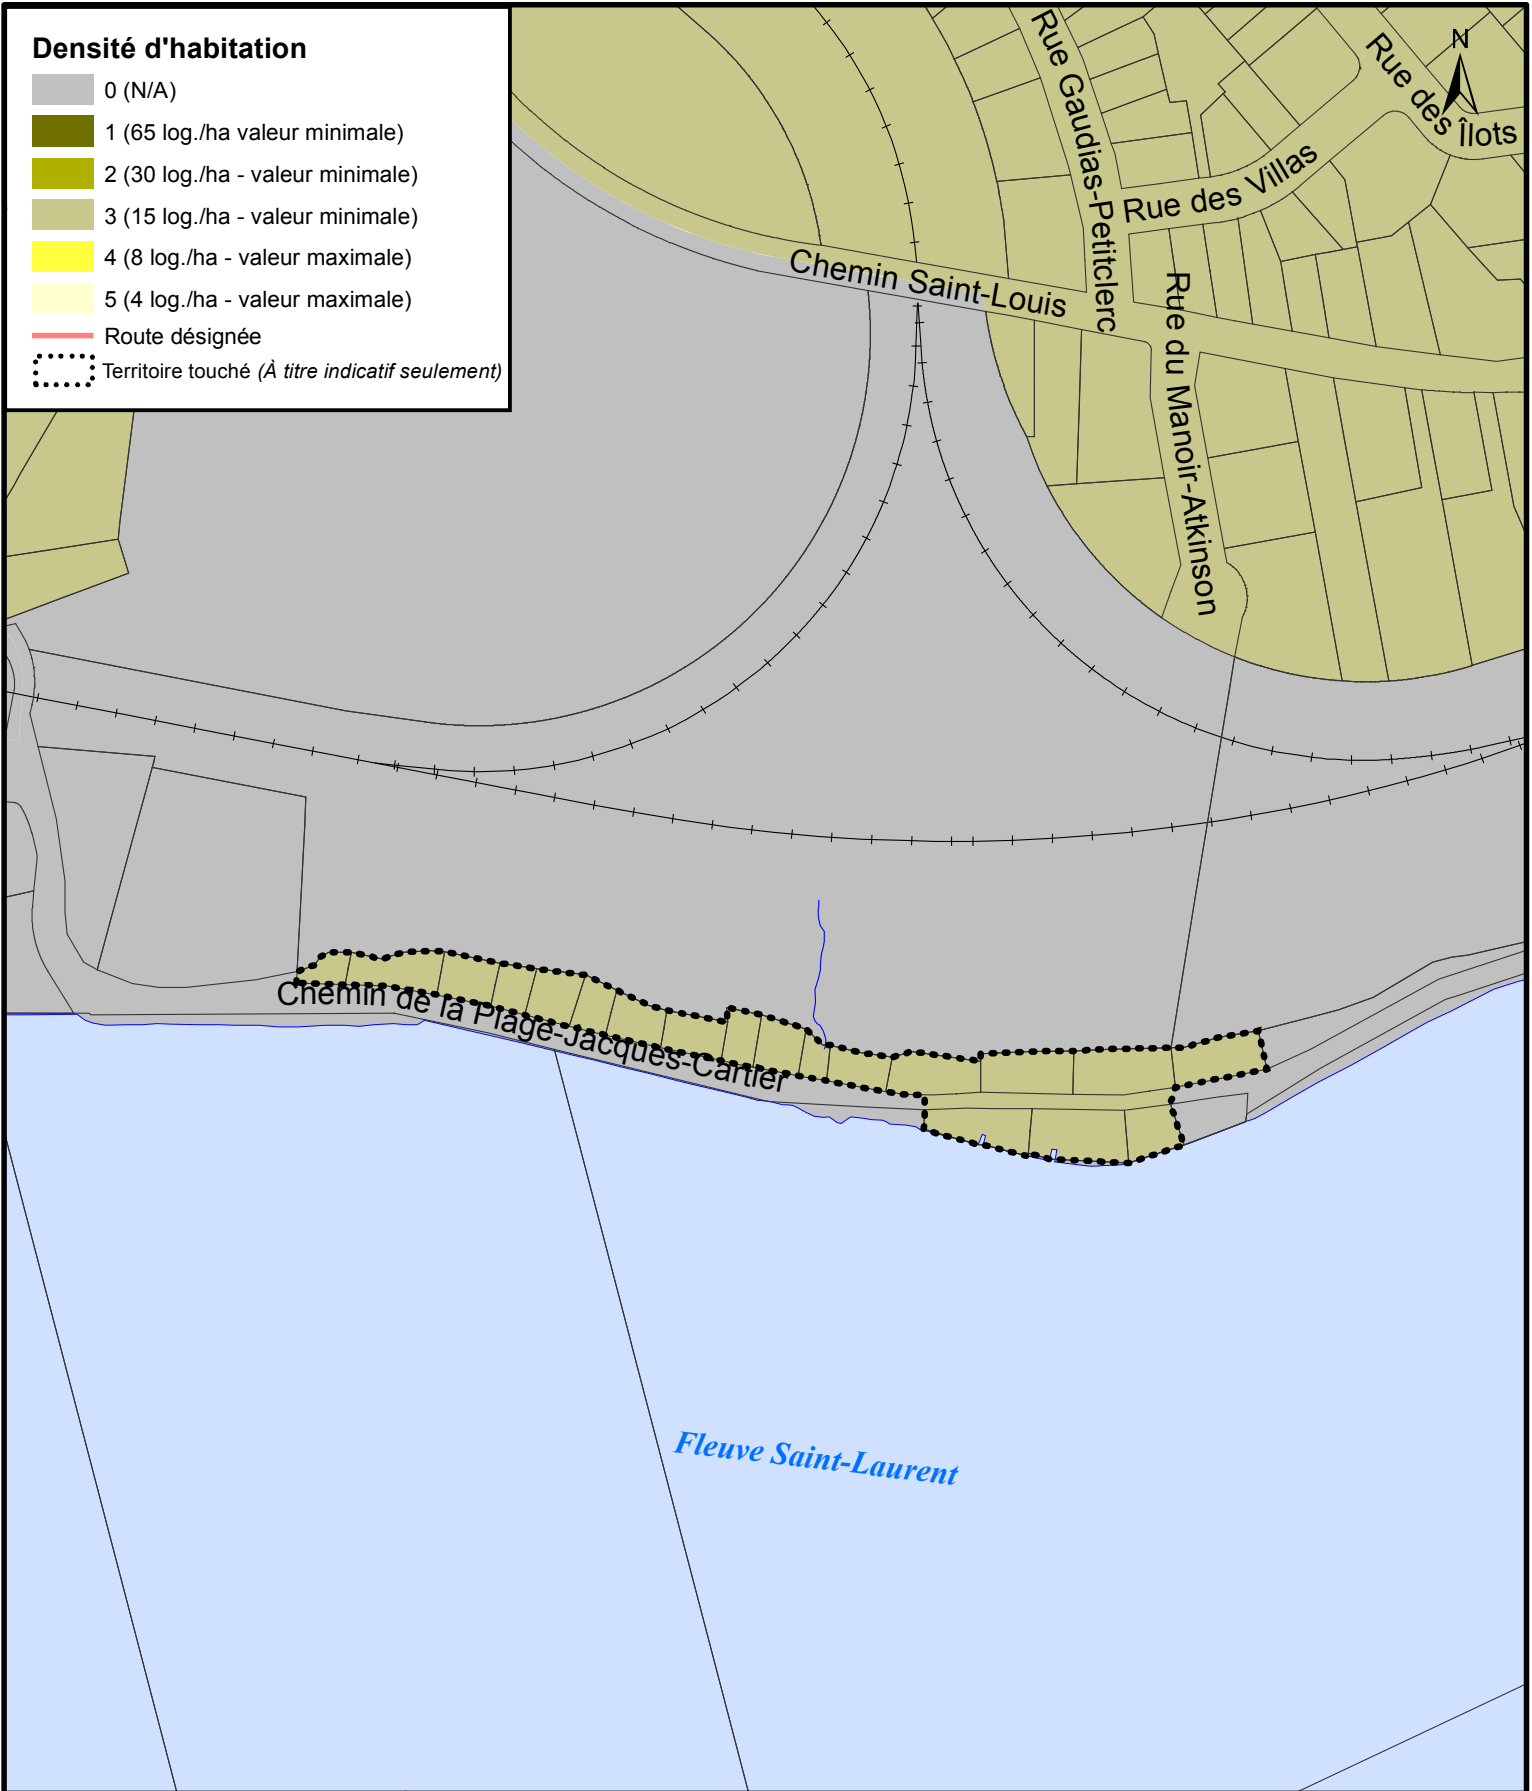 Densité d'habitation
0 (N/A)
1 (65 log./ha valeur minimale)
2 (30 log./ha - valeur minimale)
3 (15 log./ha - valeur minimale)
4 (8 log./ha - valeur maximale)
5 (4 log./ha - valeur maximale)
Route désignée
Territoire touché (À titre indicatif seulement)
N
Rue Gaudias-Petitclerc
Rue des Îlots
Rue des Villas
Chemin Saint-Louis
Rue du Manoir-Atkinson
Chemin de la Plage-Jacques-Cartier
Fleuve Saint-Laurent